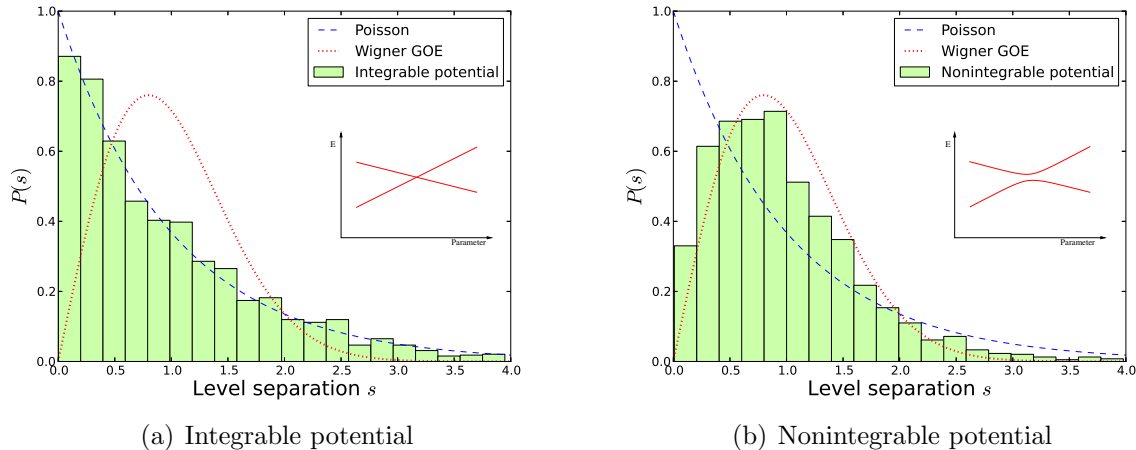 1.0
0.8
0.6
0.4
0.2
0.0
P(s)
0.0 0.5 1.0 1.5 2.0 2.5 3.0 3.5 4.0
Level separation s
Poisson
Wigner GOE
Integrable potential
E
Parameter
(a) Integrable potential
1.0
0.8
0.6
0.4
0.2
0.0
P(s)
0.0 0.5 1.0 1.5 2.0 2.5 3.0 3.5 4.0
Level separation s
Poisson
Wigner GOE
Nonintegrable potential
E
Parameter
(b) Nonintegrable potential